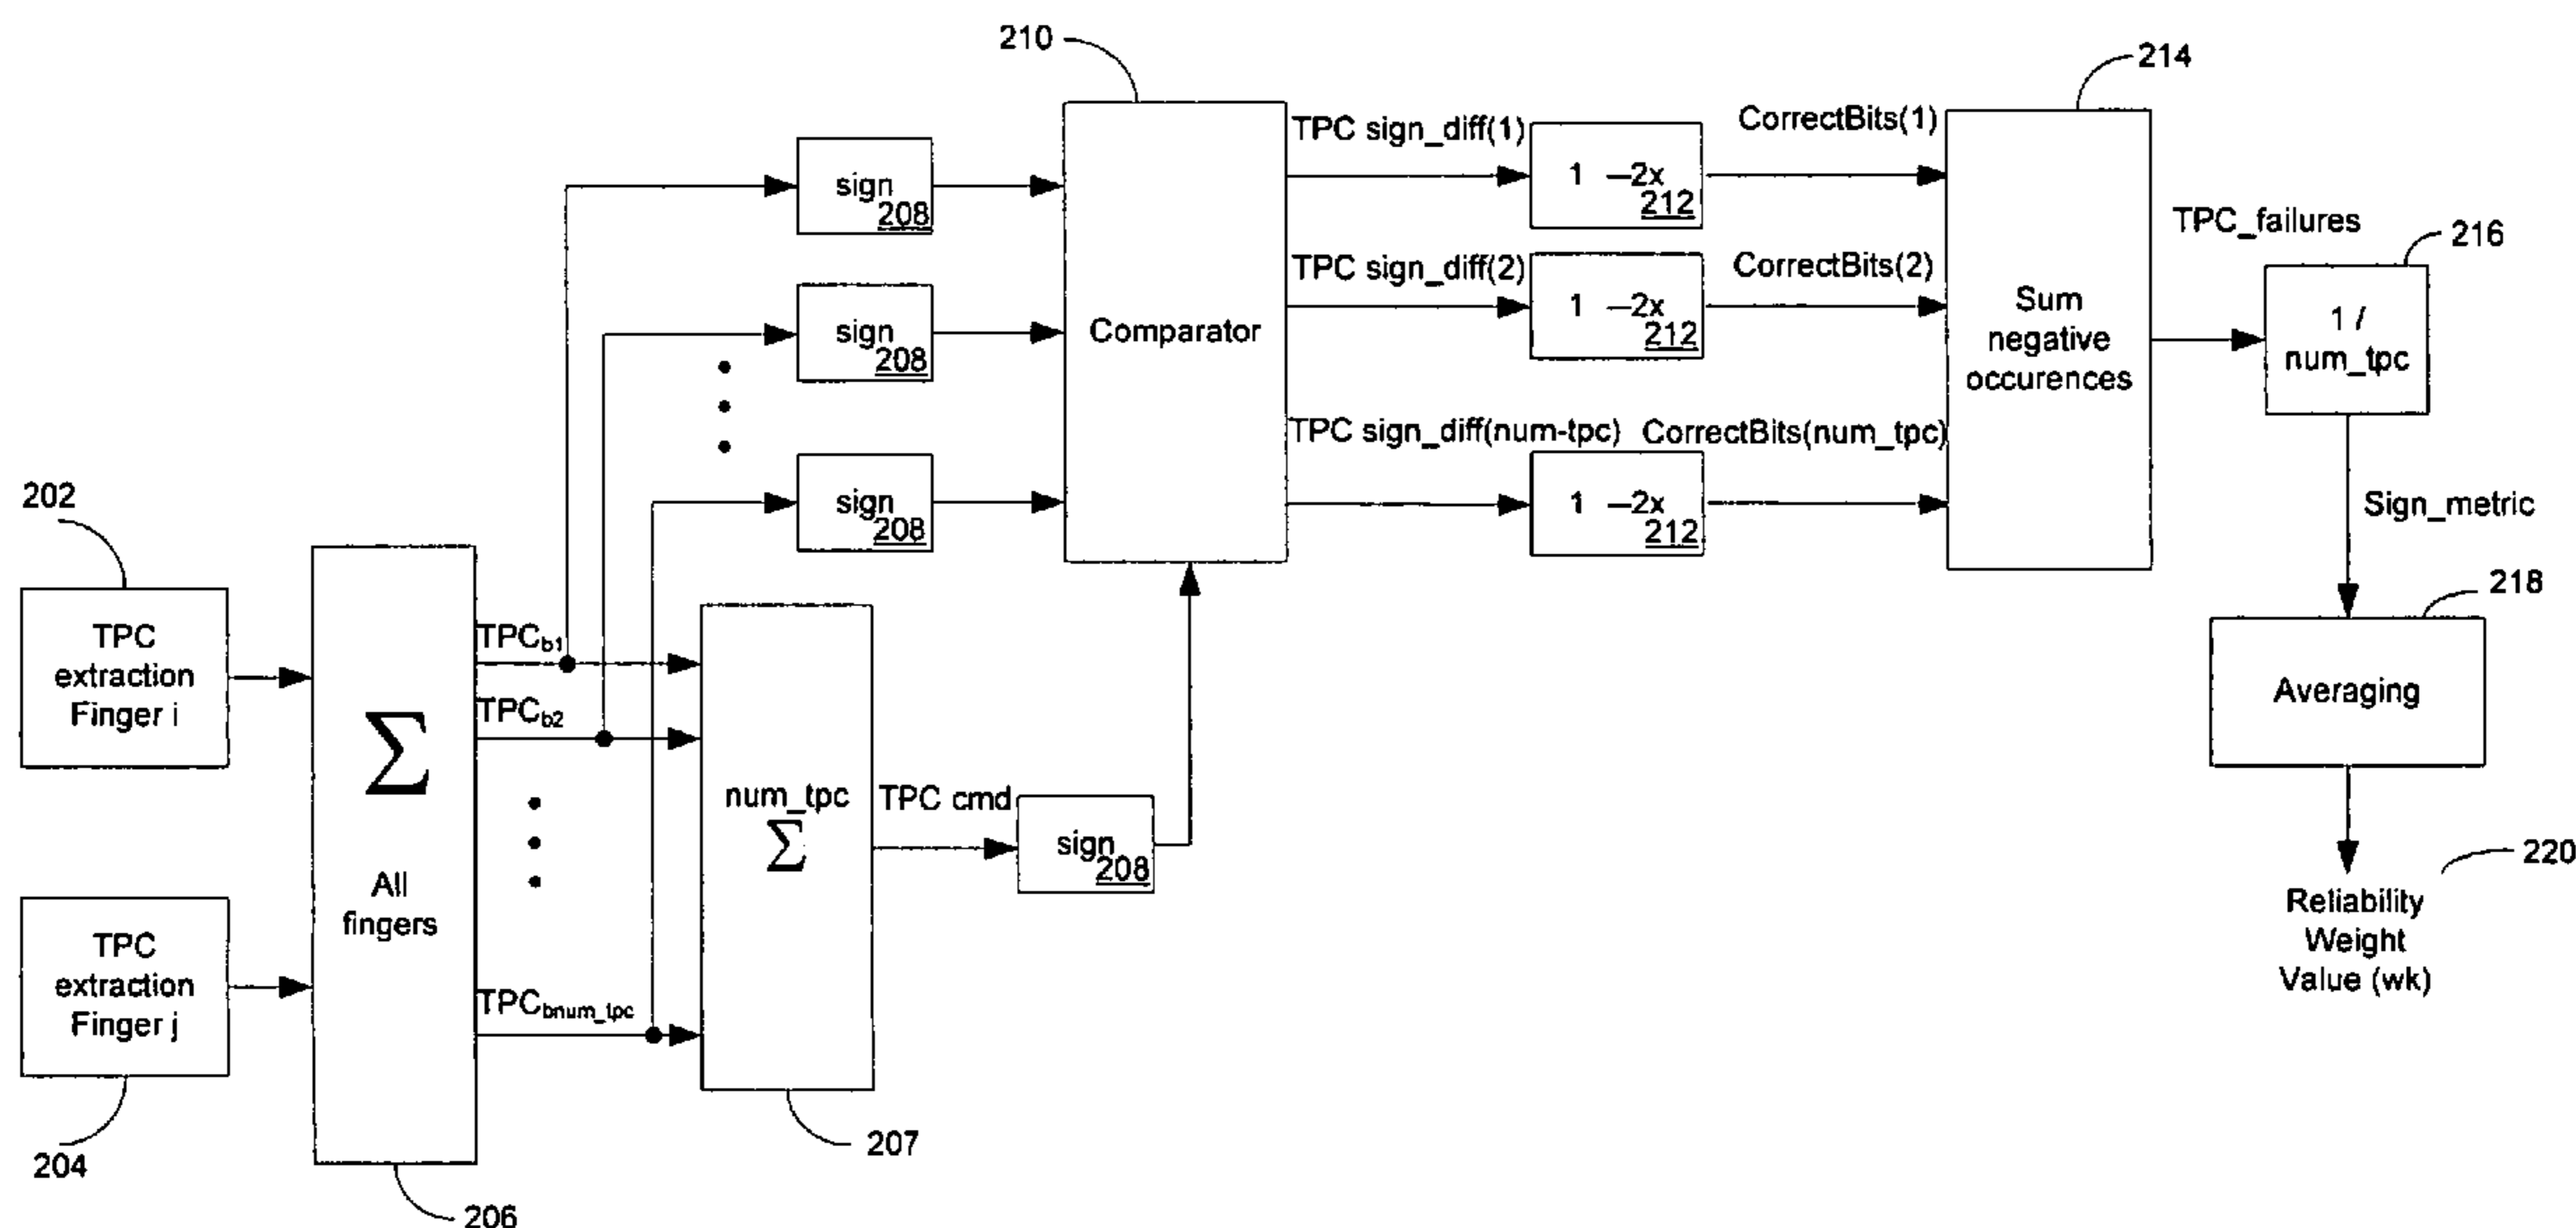 210
214
TPC sign_diff(1)
CorrectBits(1)
sign
208
1 –2x
212
TPC_failures
216
TPC sign_diff(2)
CorrectBits(2)
sign
208
Comparator
1 –2x
212
Sum
negative
occurences
1 /
num_tpc
TPC sign_diff(num-tpc)
CorrectBits(num_tpc)
sign
208
1 –2x
212
Sign_metric
202
218
TPC
extraction
Finger i
Σ
All
fingers
TPCb1
TPCb2
TPCbnum_tpc
num_tpc
Σ
TPC cmd
sign
208
Averaging
220
Reliability
Weight
Value (wk)
TPC
extraction
Finger j
207
204
206